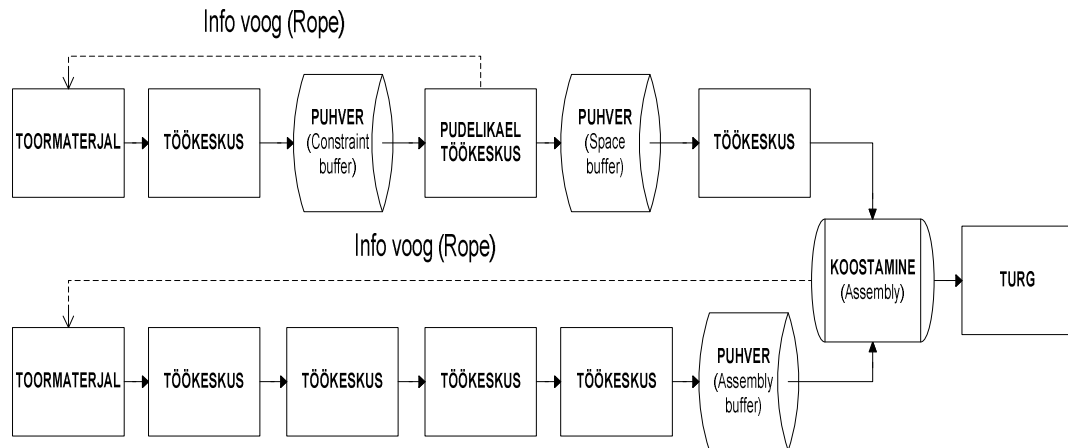 Info voog (Rope)
TOORMATERJAL
TÖÖKESKUS
PUHVER
(Constraint
buffer)
PUDELIKAEL
TÖÖKESKUS
PUHVER
(Space
buffer)
TÖÖKESKUS
Info voog (Rope)
KOOSTAMINE
(Assembly)
TURG
TOORMATERJAL
TÖÖKESKUS
TÖÖKESKUS
TÖÖKESKUS
TÖÖKESKUS
PUHVER
(Assembly
buffer)